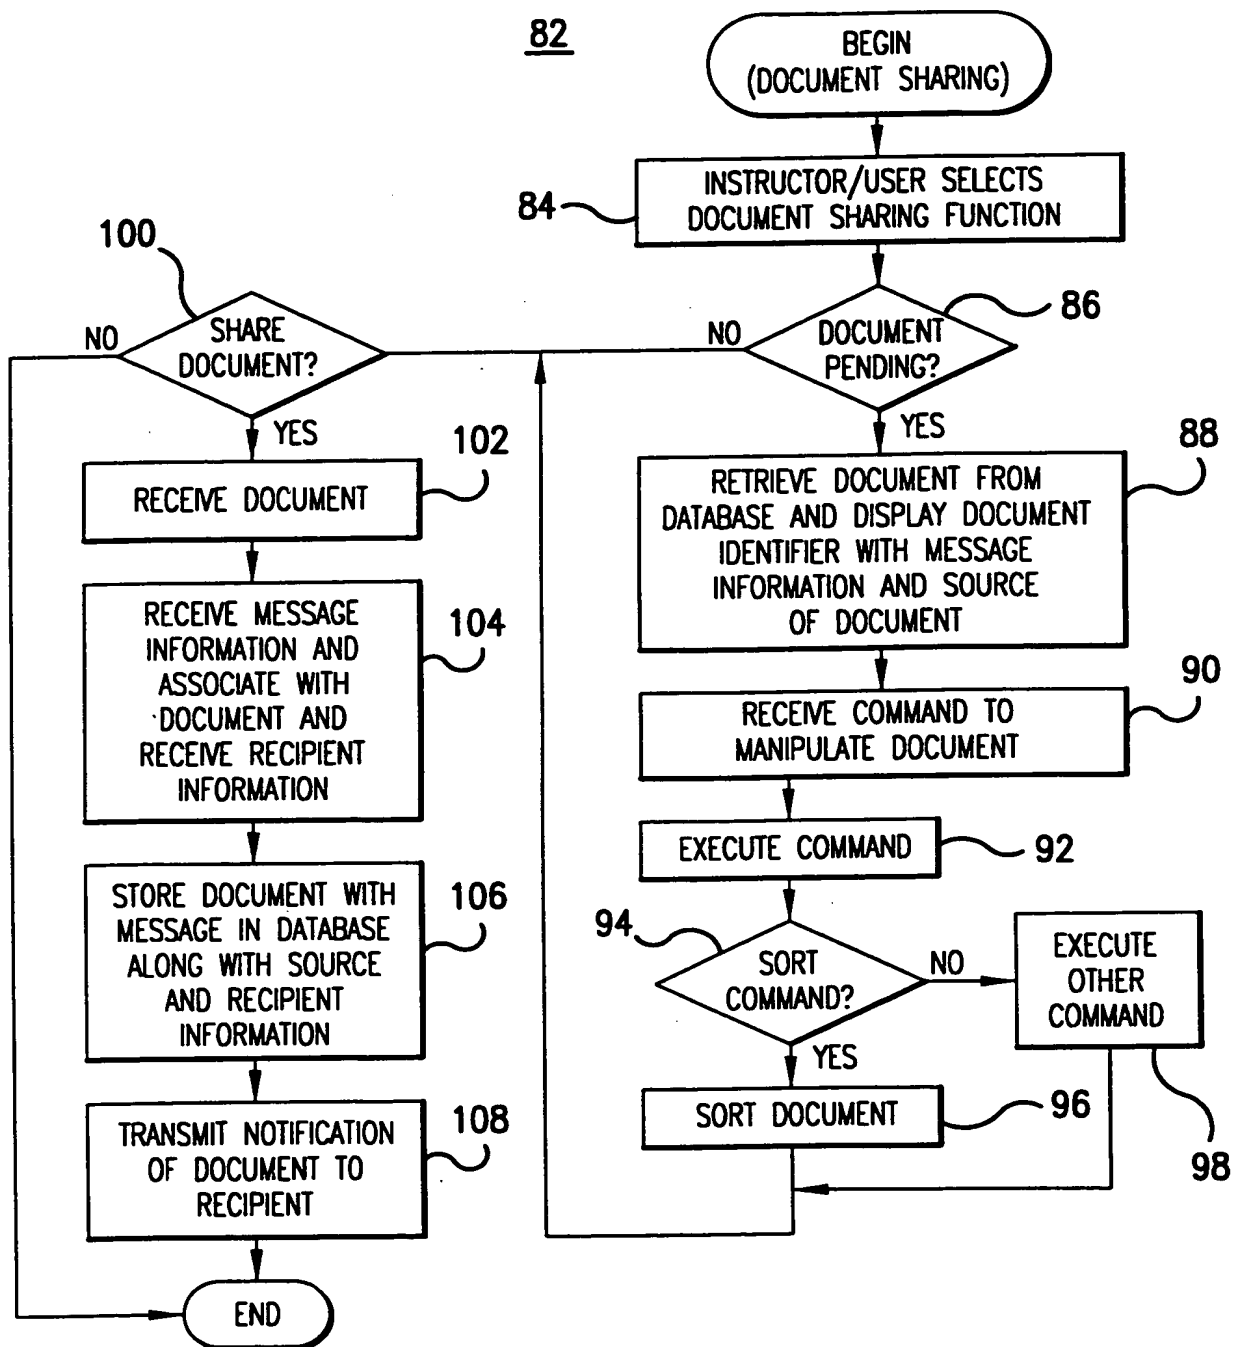 82
BEGIN
(DOCUMENT SHARING)
84
INSTRUCTOR/USER SELECTS
DOCUMENT SHARING FUNCTION
86
DOCUMENT
PENDING?
NO
YES
88
RETRIEVE DOCUMENT FROM
DATABASE AND DISPLAY DOCUMENT
IDENTIFIER WITH MESSAGE
INFORMATION AND SOURCE
OF DOCUMENT
90
RECEIVE COMMAND TO
MANIPULATE DOCUMENT
EXECUTE COMMAND
92
94
SORT
COMMAND?
NO
EXECUTE
OTHER
COMMAND
98
YES
SORT DOCUMENT
96
100
SHARE
DOCUMENT?
NO
YES
102
RECEIVE DOCUMENT
104
RECEIVE MESSAGE
INFORMATION AND
ASSOCIATE WITH
DOCUMENT AND
RECEIVE RECIPIENT
INFORMATION
106
STORE DOCUMENT WITH
MESSAGE IN DATABASE
ALONG WITH SOURCE
AND RECIPIENT
INFORMATION
108
TRANSMIT NOTIFICATION
OF DOCUMENT TO
RECIPIENT
END